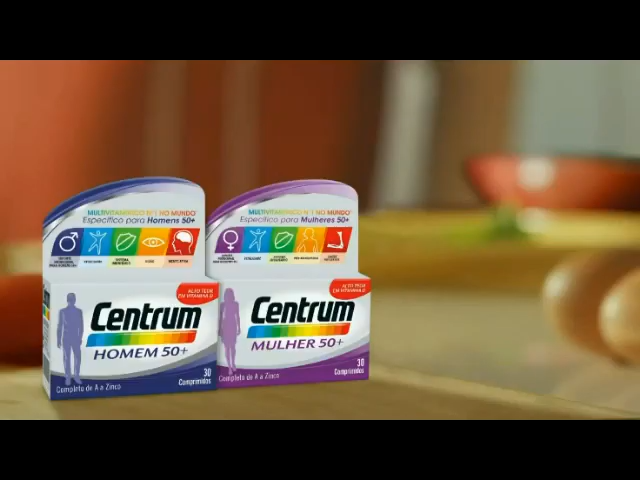 MULTIVITAMÍNICO Nº1 NO MUNDO*
Específico para Homens 50+
ALTO TEOR
EM VITAMINA D
Centrum
HOMEM 50+
30
Comprimidos
Completo de A a Zinco
MULTIVITAMÍNICO Nº1 NO MUNDO*
Específico para Mulheres 50+
ALTO TEOR
EM VITAMINA D
Centrum
MULHER 50+
30
Comprimidos
Completo de A a Zinco